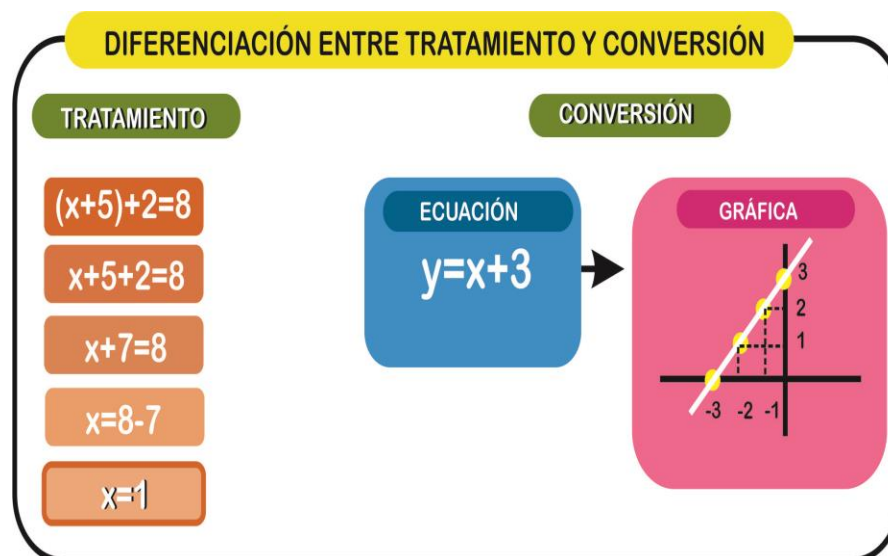 DIFERENCIACIÓN ENTRE TRATAMIENTO Y CONVERSIÓN
TRATAMIENTO
(x+5)+2=8
x+5+2=8
x+7=8
x=8-7
x=1
CONVERSIÓN
ECUACIÓN
y=x+3
GRÁFICA
3
2
1
-3 -2 -1